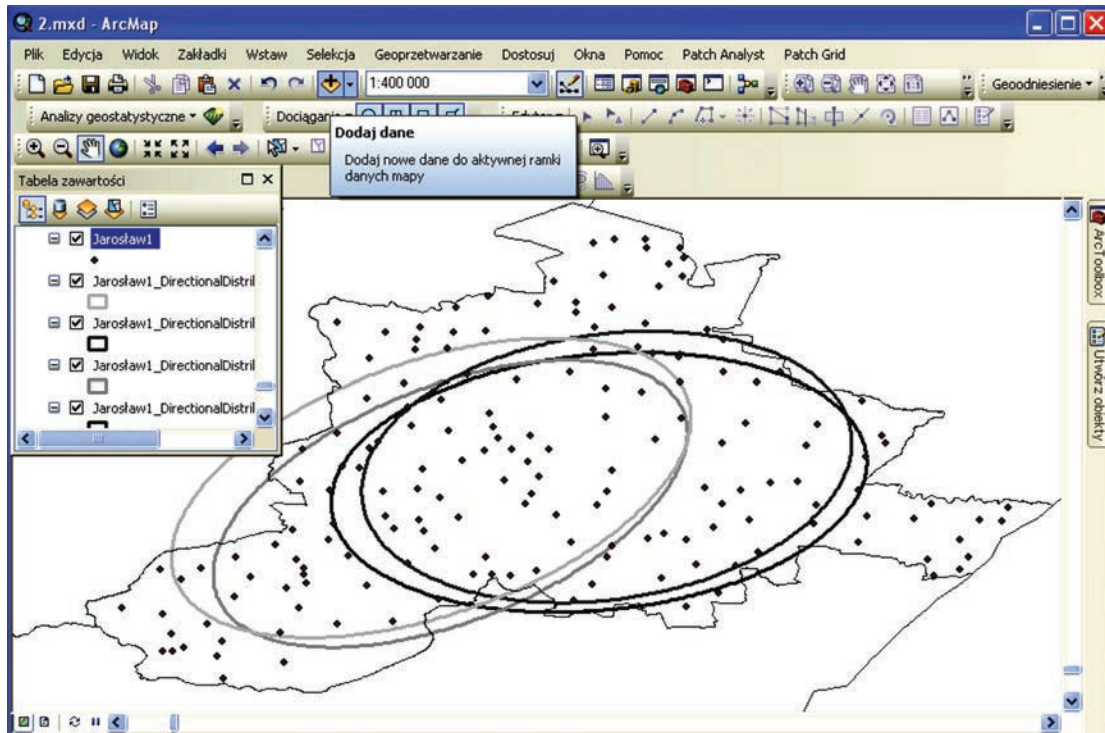 2.mxd - ArcMap
Plik Edycja Widok Zakładki Wstaw Selekcja Geoprzetwarzanie Dostosuj Okna Pomoc Patch Analyst Patch Grid
1:400 000
Geoodniesienie
Analizy geostatystyczne
Dociąganie
Dodaj dane
Dodaj nowe dane do aktywnej ramki
danych mapy
Tabela zawartości
Jarosław1
Jarosław1_DirectionalDistril
Jarosław1_DirectionalDistril
Jarosław1_DirectionalDistril
Jarosław1_DirectionalDistril
ArcToolbox
Utwórz obiekty